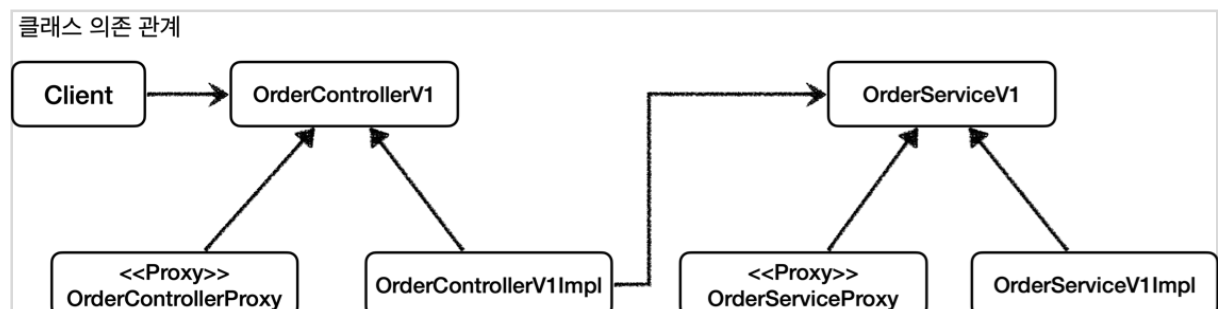 클래스 의존 관계
Client
OrderControllerV1
OrderServiceV1
<<Proxy>>
OrderControllerProxy
OrderControllerV1Impl
<<Proxy>>
OrderServiceProxy
OrderServiceV1Impl